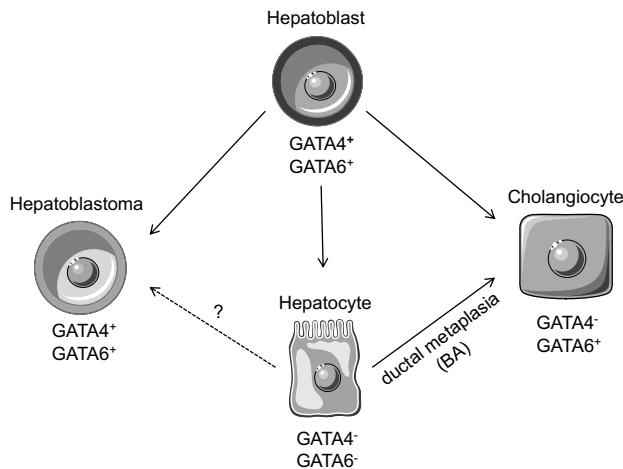 Hepatoblast
GATA4⁺
GATA6⁺
Hepatoblastoma
GATA4⁺
GATA6⁺
?
Hepatocyte
GATA4⁻
GATA6⁻
ductal metaplasia
(BA)
Cholangiocyte
GATA4⁻
GATA6⁺